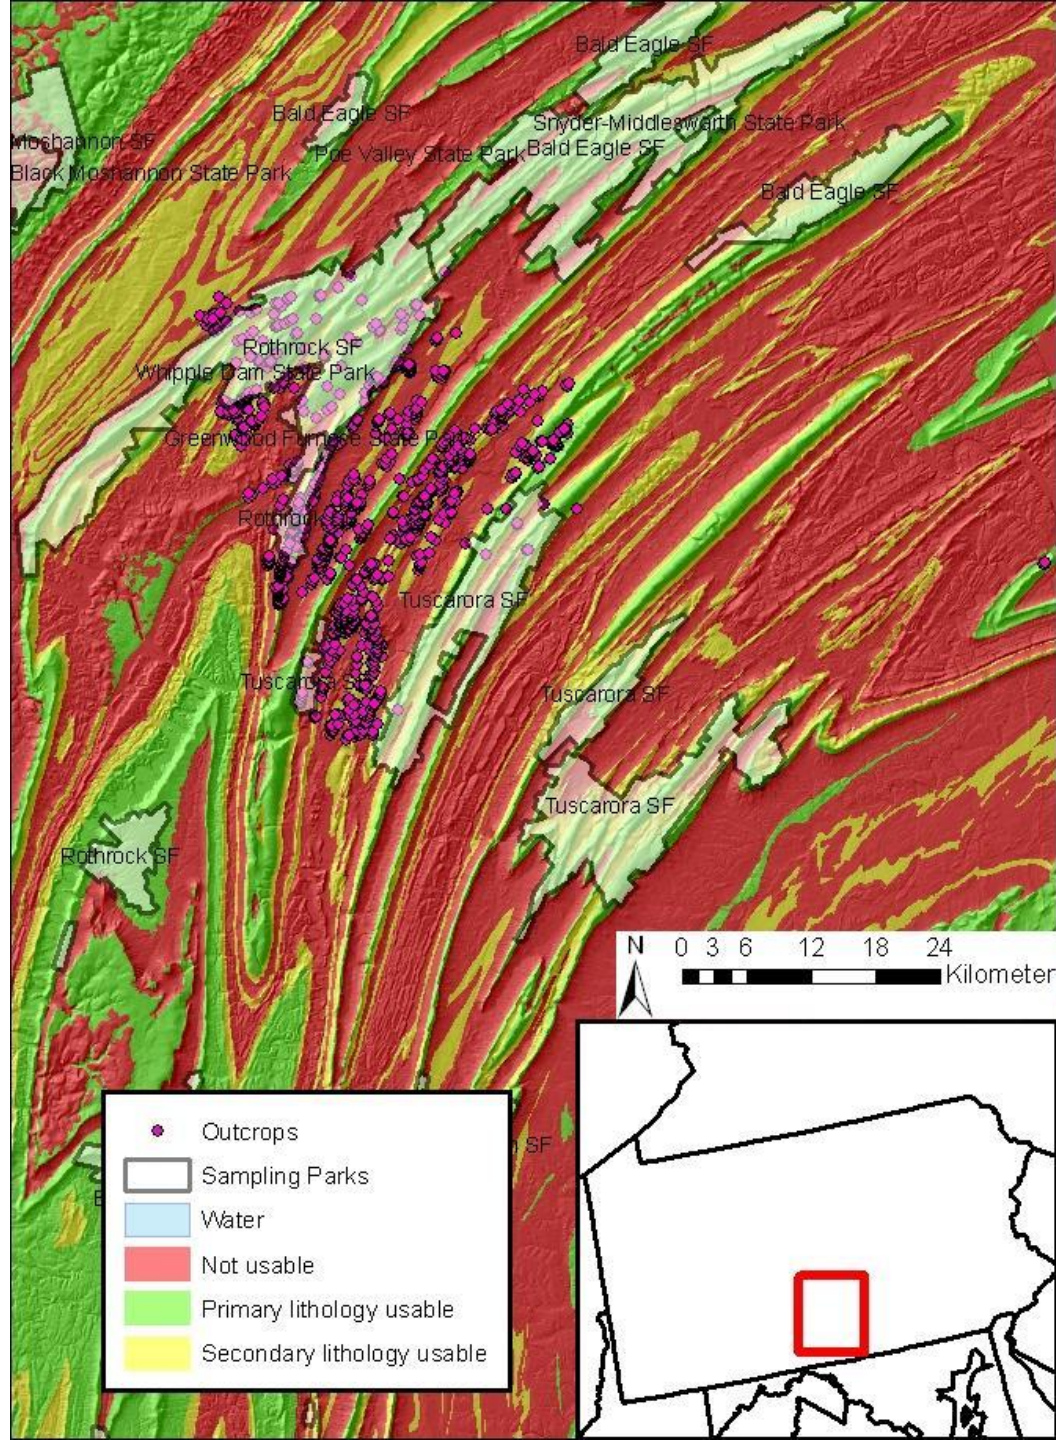 Bald Eagle SF
Bald Eagle SF
Snyder-Middleswarth State Park
Moshannon SF
Poe Valley State Park
Bald Eagle SF
Black Moshannon State Park
Bald Eagle SF
Rothrock SF
Whipple Dam State Park
Greenwood Furnace State Park
Rothrock
Tuscarora SF
Tuscarora SF
Tuscarora SF
Tuscarora SF
Rothrock SF
N
0 3 6 12 18 24
Kilometer
SF
Outcrops
Sampling Parks
Water
Not usable
Primary lithology usable
Secondary lithology usable